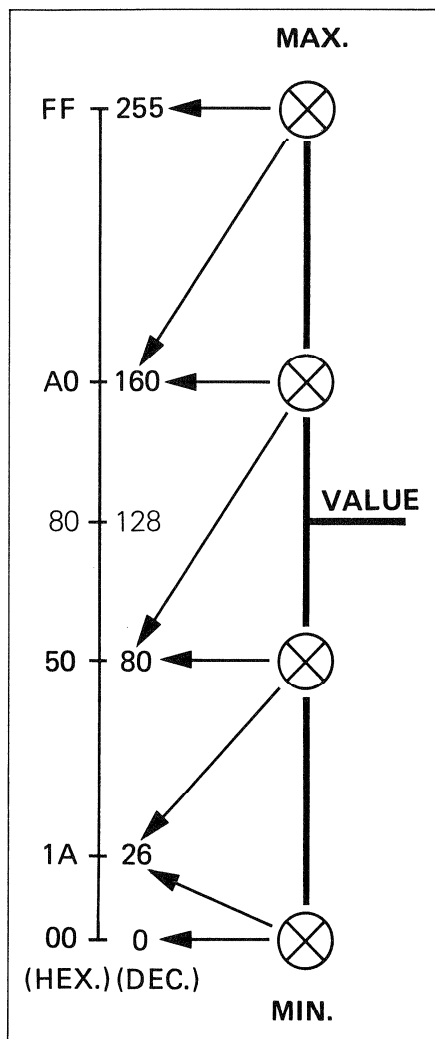 MAX.
FF 255
A0 160
VALUE
80 128
50 80
1A 26
00 0
(HEX.) (DEC.)
MIN.